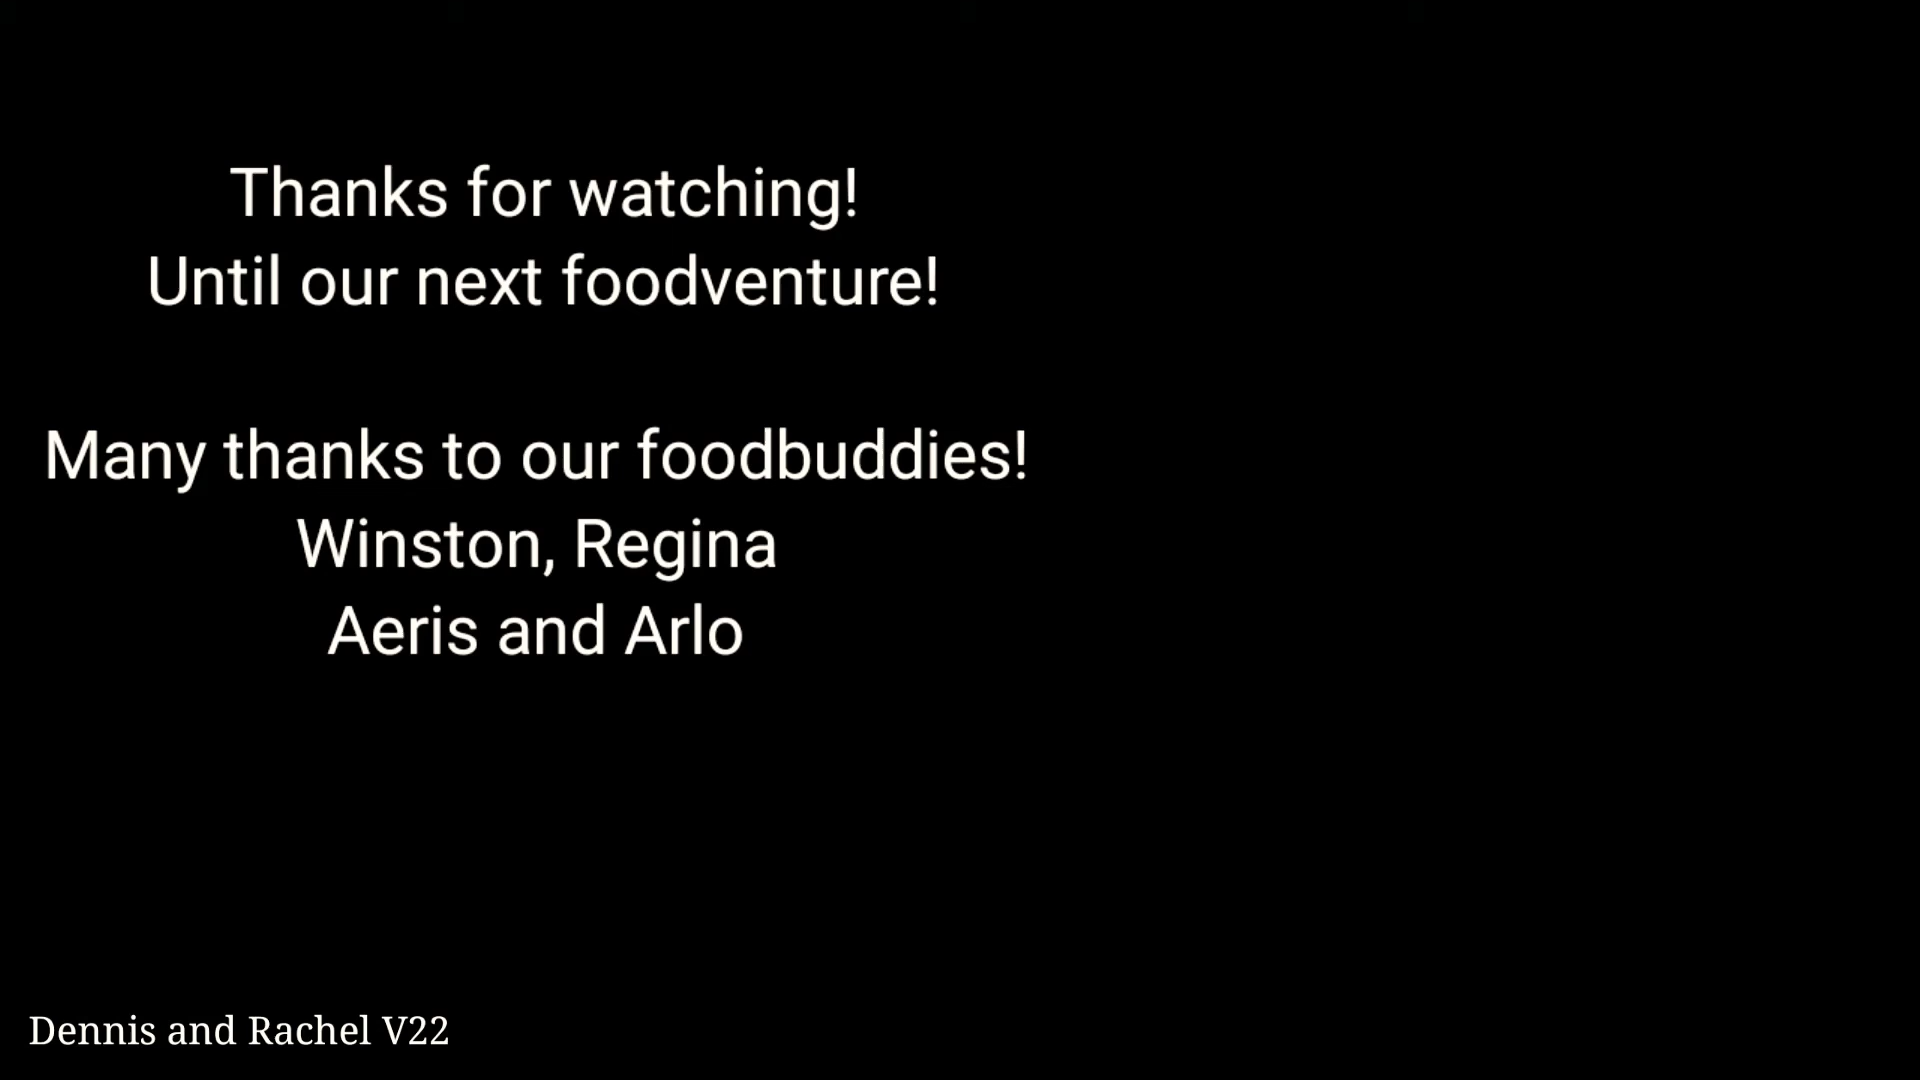 Thanks for watching!
Until our next foodventure!
Many thanks to our foodbuddies!
Winston, Regina
Aeris and Arlo
Dennis and Rachel V22